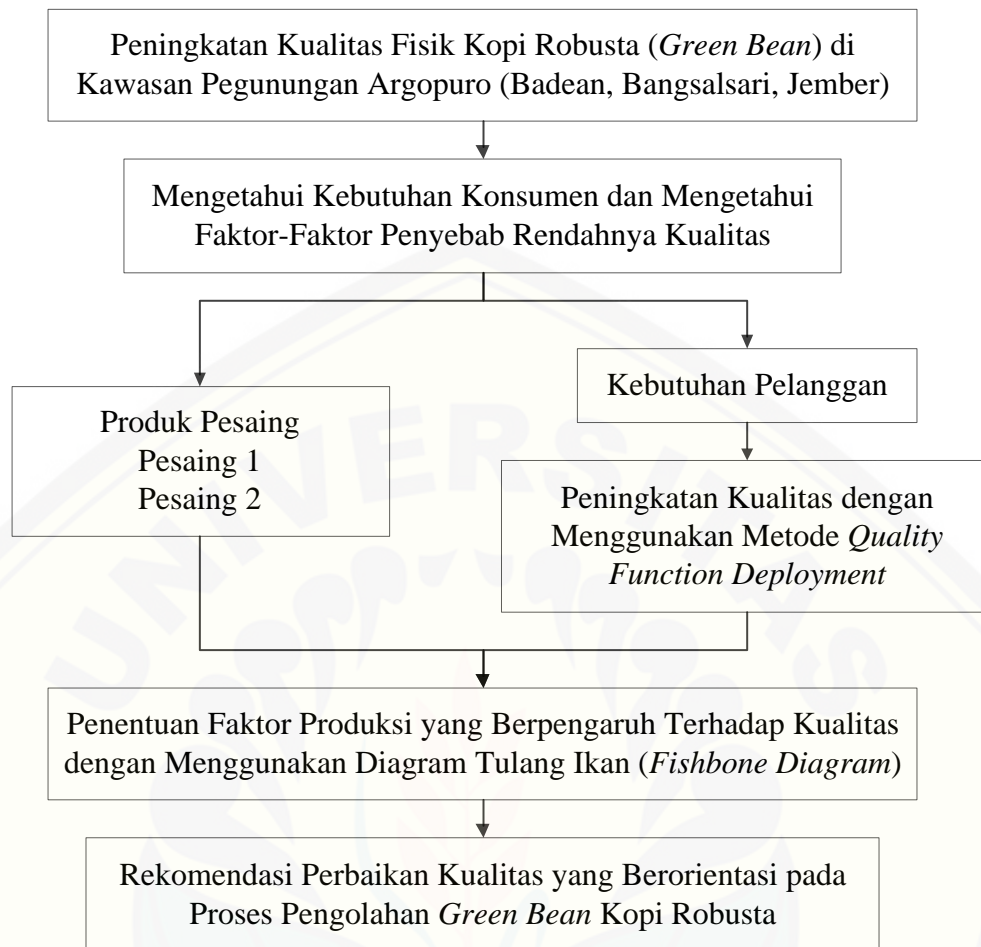 Peningkatan Kualitas Fisik Kopi Robusta (Green Bean) di
Kawasan Pegunungan Argopuro (Badean, Bangsalsari, Jember)
Mengetahui Kebutuhan Konsumen dan Mengetahui
Faktor-Faktor Penyebab Rendahnya Kualitas
Produk Pesaing
Pesaing 1
Pesaing 2
Kebutuhan Pelanggan
Peningkatan Kualitas dengan
Menggunakan Metode Quality
Function Deployment
Penentuan Faktor Produksi yang Berpengaruh Terhadap Kualitas
dengan Menggunakan Diagram Tulang Ikan (Fishbone Diagram)
Rekomendasi Perbaikan Kualitas yang Berorientasi pada
Proses Pengolahan Green Bean Kopi Robusta
UNIVERSITAS